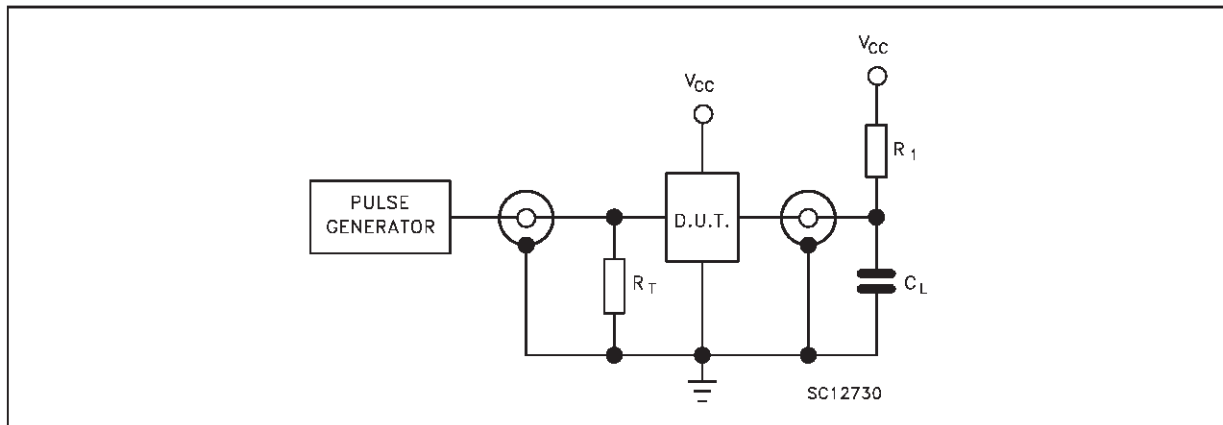 VCC
VCC
R1
PULSE
GENERATOR
D.U.T.
RT
CL
SC12730